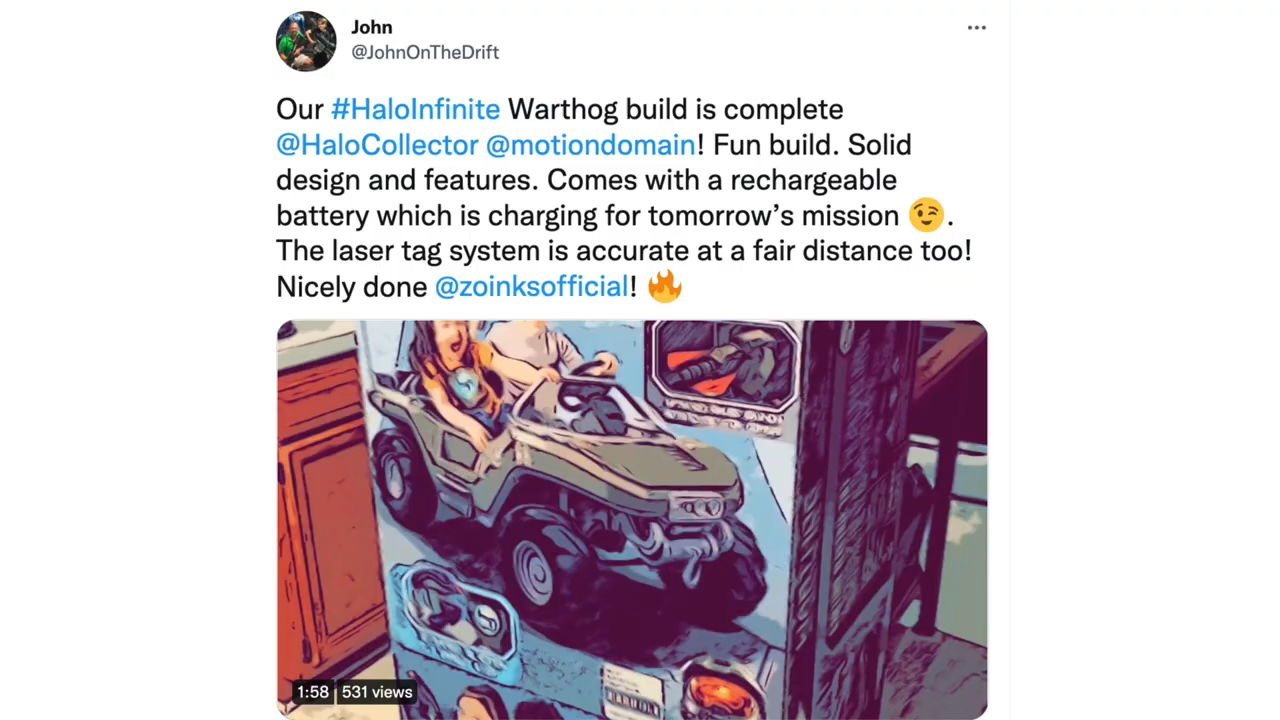 John
@JohnOnTheDrift
Our #HaloInfinite Warthog build is complete
@HaloCollector @motiondomain! Fun build. Solid
design and features. Comes with a rechargeable
battery which is charging for tomorrow’s mission 😉.
The laser tag system is accurate at a fair distance too!
Nicely done @zoinksofficial! 🔥
1:58 531 views